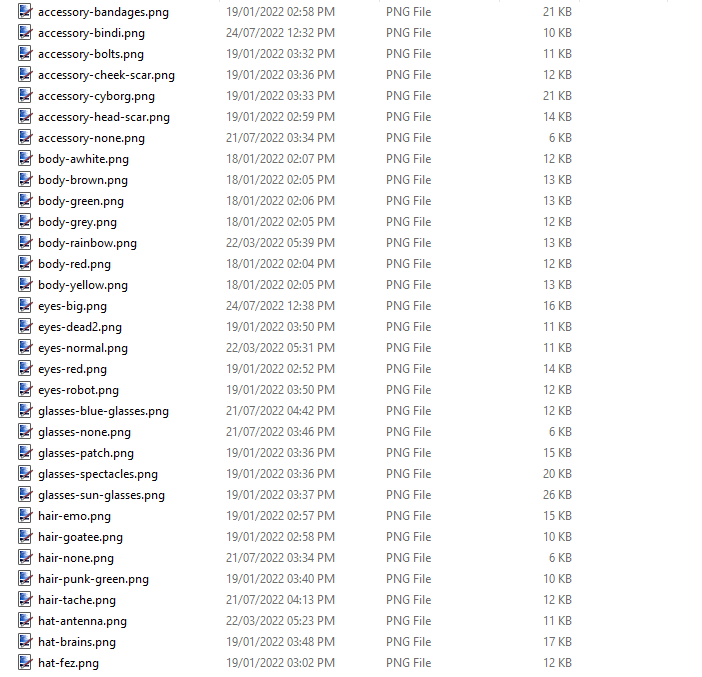 accessory-bandages.png 19/01/2022 02:58 PM PNG File 21 KB
accessory-bindi.png 24/07/2022 12:32 PM PNG File 10 KB
accessory-bolts.png 19/01/2022 03:32 PM PNG File 11 KB
accessory-cheek-scar.png 19/01/2022 03:36 PM PNG File 12 KB
accessory-cyborg.png 19/01/2022 03:33 PM PNG File 21 KB
accessory-head-scar.png 19/01/2022 02:59 PM PNG File 14 KB
accessory-none.png 21/07/2022 03:34 PM PNG File 6 KB
body-awhite.png 18/01/2022 02:07 PM PNG File 12 KB
body-brown.png 18/01/2022 02:05 PM PNG File 13 KB
body-green.png 18/01/2022 02:06 PM PNG File 13 KB
body-grey.png 18/01/2022 02:05 PM PNG File 12 KB
body-rainbow.png 22/03/2022 05:39 PM PNG File 13 KB
body-red.png 18/01/2022 02:04 PM PNG File 12 KB
body-yellow.png 18/01/2022 02:05 PM PNG File 13 KB
eyes-big.png 24/07/2022 12:38 PM PNG File 16 KB
eyes-dead2.png 19/01/2022 03:50 PM PNG File 11 KB
eyes-normal.png 22/03/2022 05:31 PM PNG File 11 KB
eyes-red.png 19/01/2022 02:52 PM PNG File 14 KB
eyes-robot.png 19/01/2022 03:50 PM PNG File 12 KB
glasses-blue-glasses.png 21/07/2022 04:42 PM PNG File 12 KB
glasses-none.png 21/07/2022 03:46 PM PNG File 6 KB
glasses-patch.png 19/01/2022 03:36 PM PNG File 15 KB
glasses-spectacles.png 19/01/2022 03:36 PM PNG File 20 KB
glasses-sun-glasses.png 19/01/2022 03:37 PM PNG File 26 KB
hair-emo.png 19/01/2022 02:57 PM PNG File 15 KB
hair-goatee.png 19/01/2022 02:58 PM PNG File 10 KB
hair-none.png 21/07/2022 03:34 PM PNG File 6 KB
hair-punk-green.png 19/01/2022 03:40 PM PNG File 10 KB
hair-tache.png 21/07/2022 04:13 PM PNG File 12 KB
hat-antenna.png 22/03/2022 05:23 PM PNG File 11 KB
hat-brains.png 19/01/2022 03:48 PM PNG File 17 KB
hat-fez.png 19/01/2022 03:02 PM PNG File 12 KB